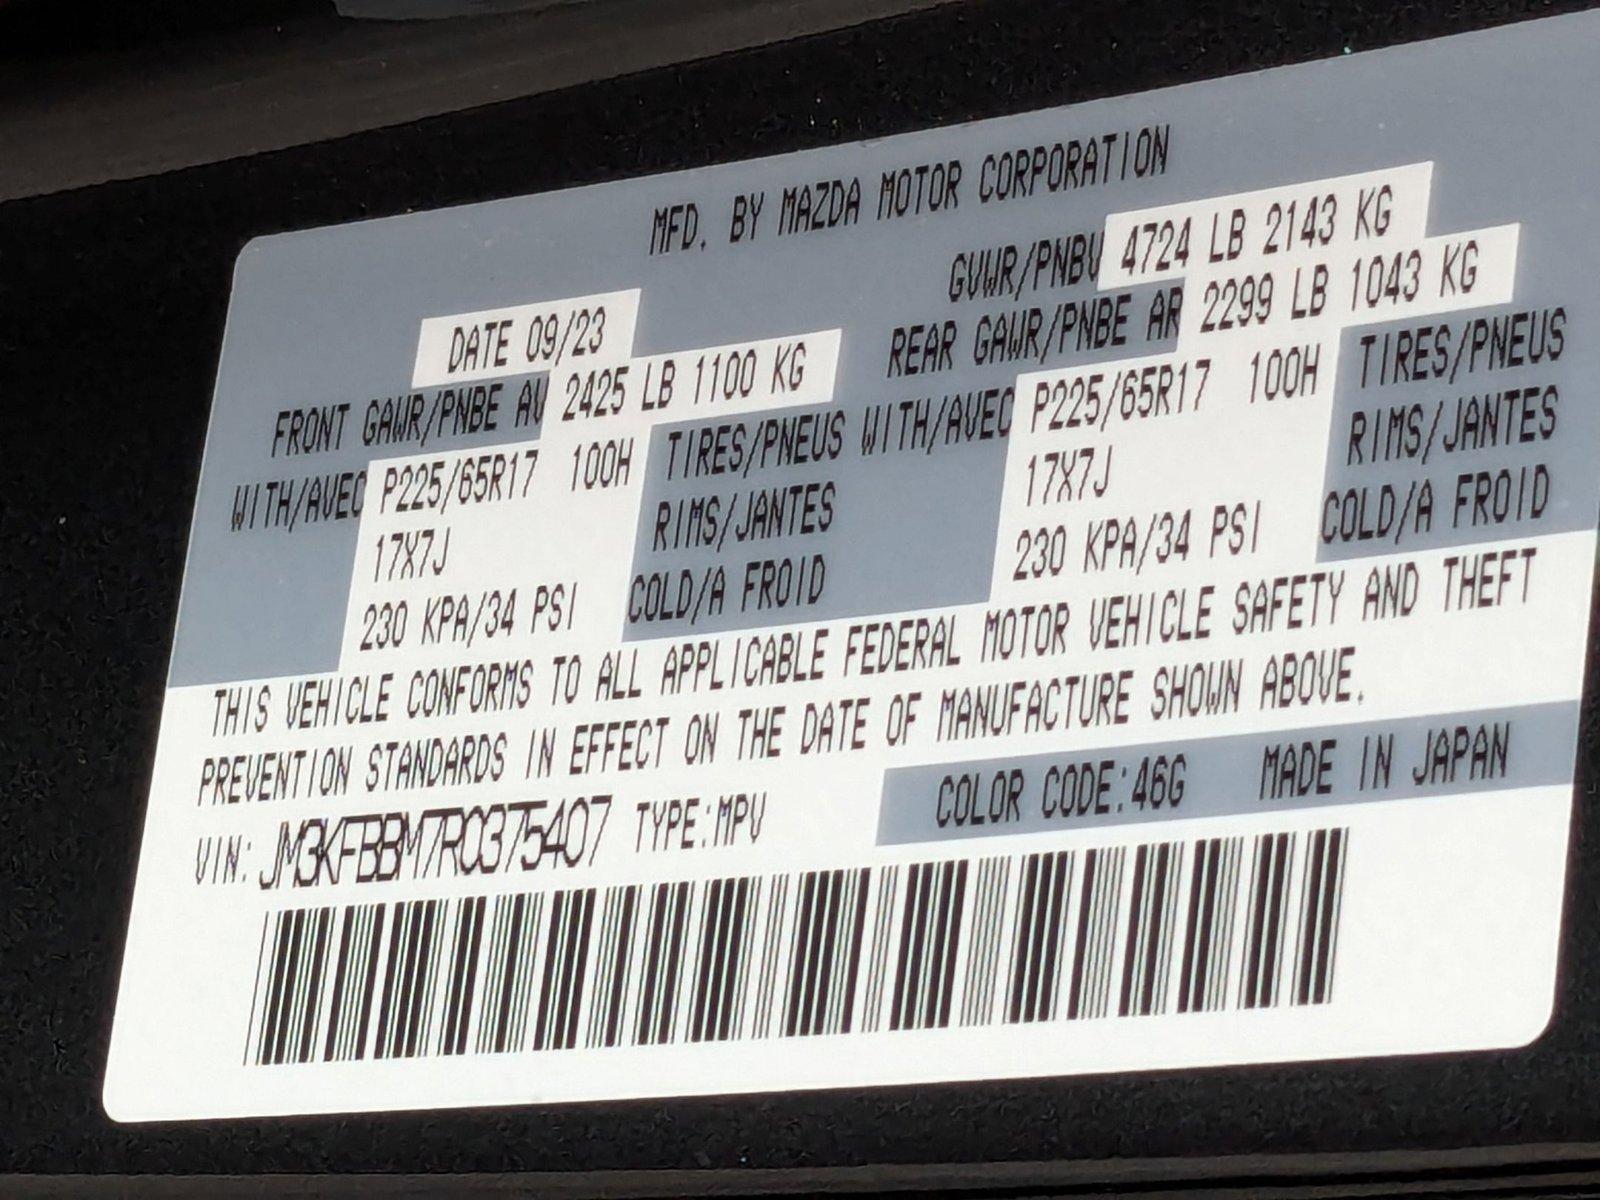 MFD. BY MAZDA MOTOR CORPORATION
GVWR/PNBV 4724 LB 2143 KG
DATE 09/23
REAR GAWR/PNBE AR 2299 LB 1043 KG
FRONT GAWR/PNBE AV 2425 LB 1100 KG
WITH/AVEC P225/65R17 100H TIRES/PNEUS WITH/AVEC P225/65R17 100H TIRES/PNEUS
17X7J RIMS/JANTES 17X7J RIMS/JANTES
230 KPA/34 PSI COLD/A FROID 230 KPA/34 PSI COLD/A FROID
THIS VEHICLE CONFORMS TO ALL APPLICABLE FEDERAL MOTOR VEHICLE SAFETY AND THEFT
PREVENTION STANDARDS IN EFFECT ON THE DATE OF MANUFACTURE SHOWN ABOVE.
VIN: JM3KFBBM7R0375407 TYPE:MPV COLOR CODE:46G MADE IN JAPAN